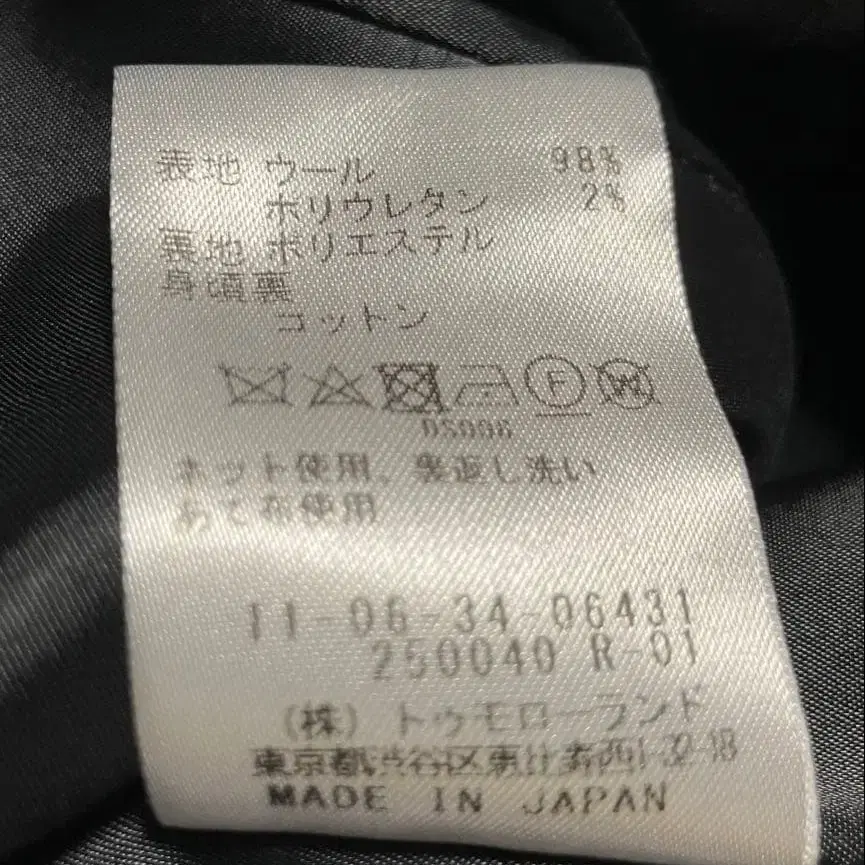 表地 ウール 98%
ポリウレタン 2%
裏地 ポリエステル
身頃裏
コットン
F
W
DS006
ネット使用、裏返し洗い
あて布使用
11-06-34-06431
250040 R-01
(株) トゥモローランド
東京都渋谷区恵比寿西1-32-18
MADE IN JAPAN